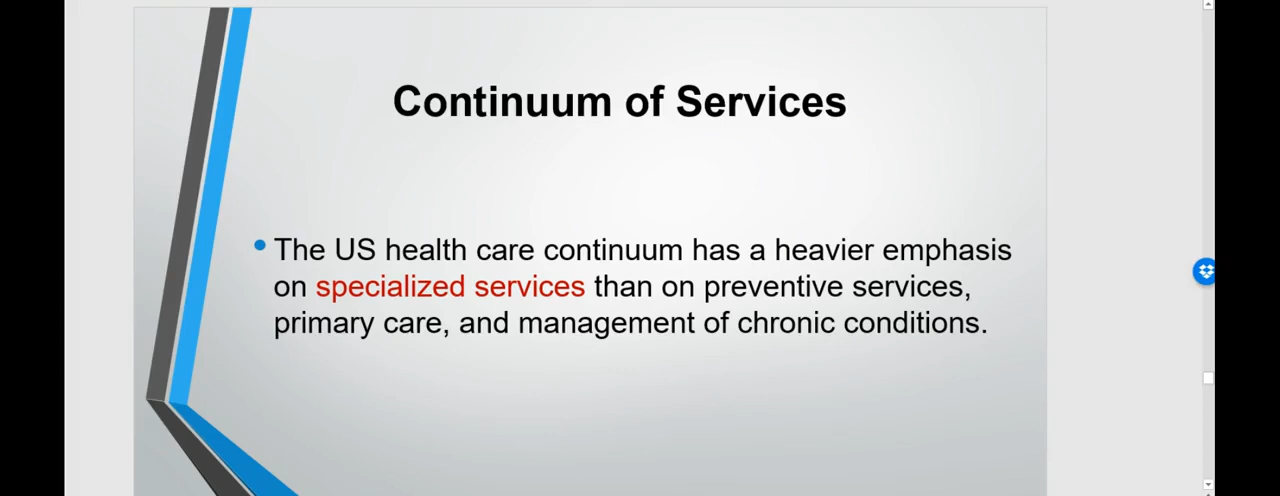 Continuum of Services
• The US health care continuum has a heavier emphasis
on specialized services than on preventive services,
primary care, and management of chronic conditions.